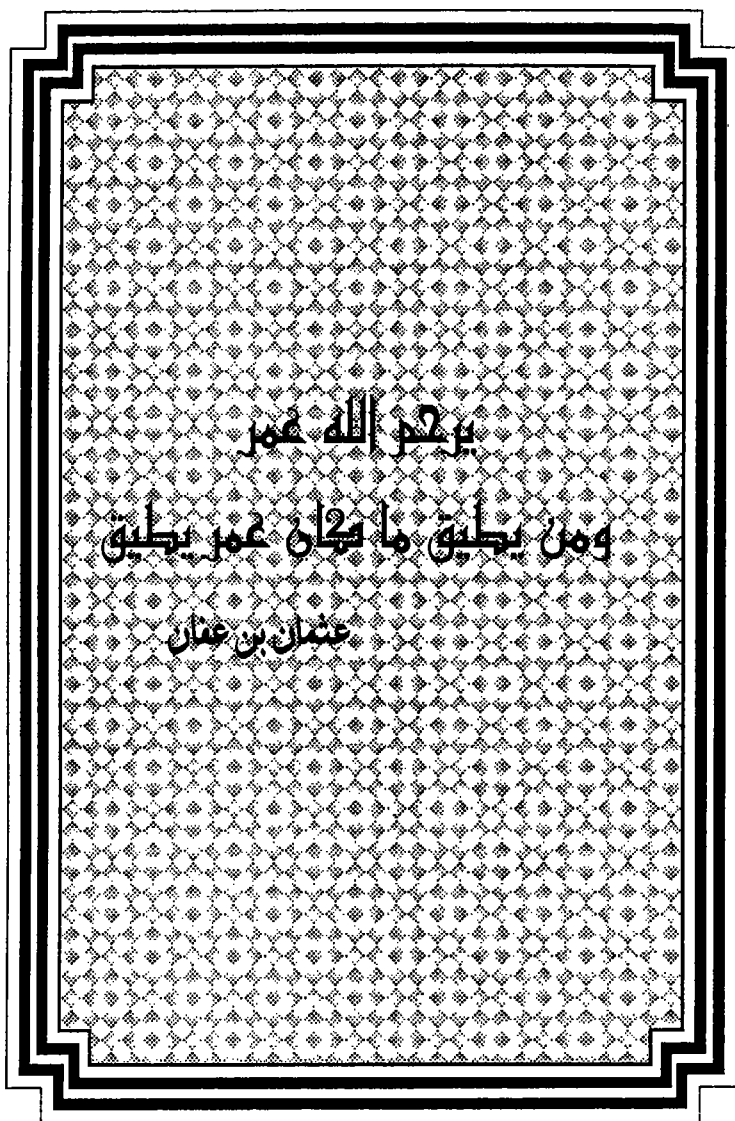 يرحم الله عمر
ومن يطيق ما كان عمر يطيق
عثمان بن عفان